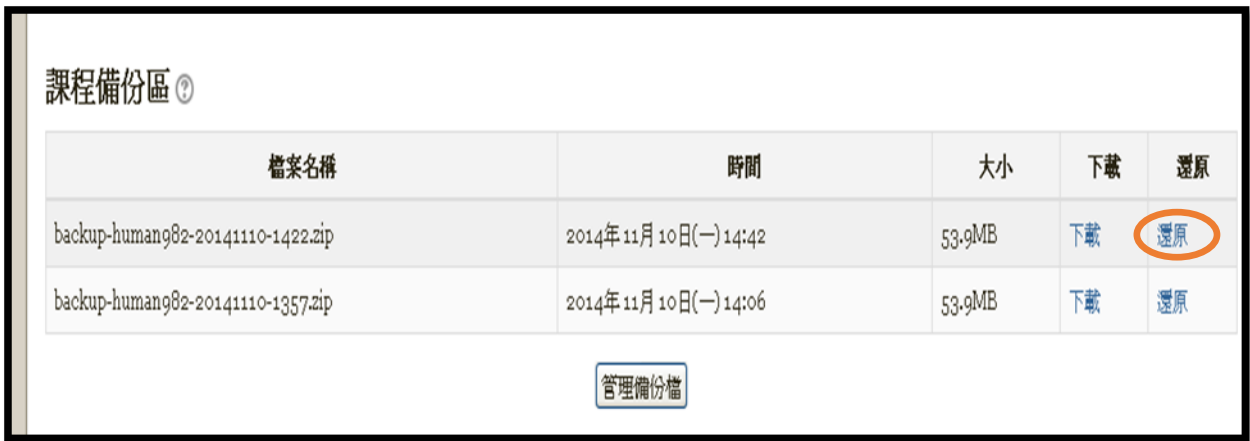 課程備份區
檔案名稱 時間 大小 下載 還原
backup-human982-20141110-1422.zip 2014年 11月 10日(一) 14:42 53.9MB 下載 還原
backup-human982-20141110-1357.zip 2014年 11月 10日(一) 14:06 53.9MB 下載 還原
管理備份檔